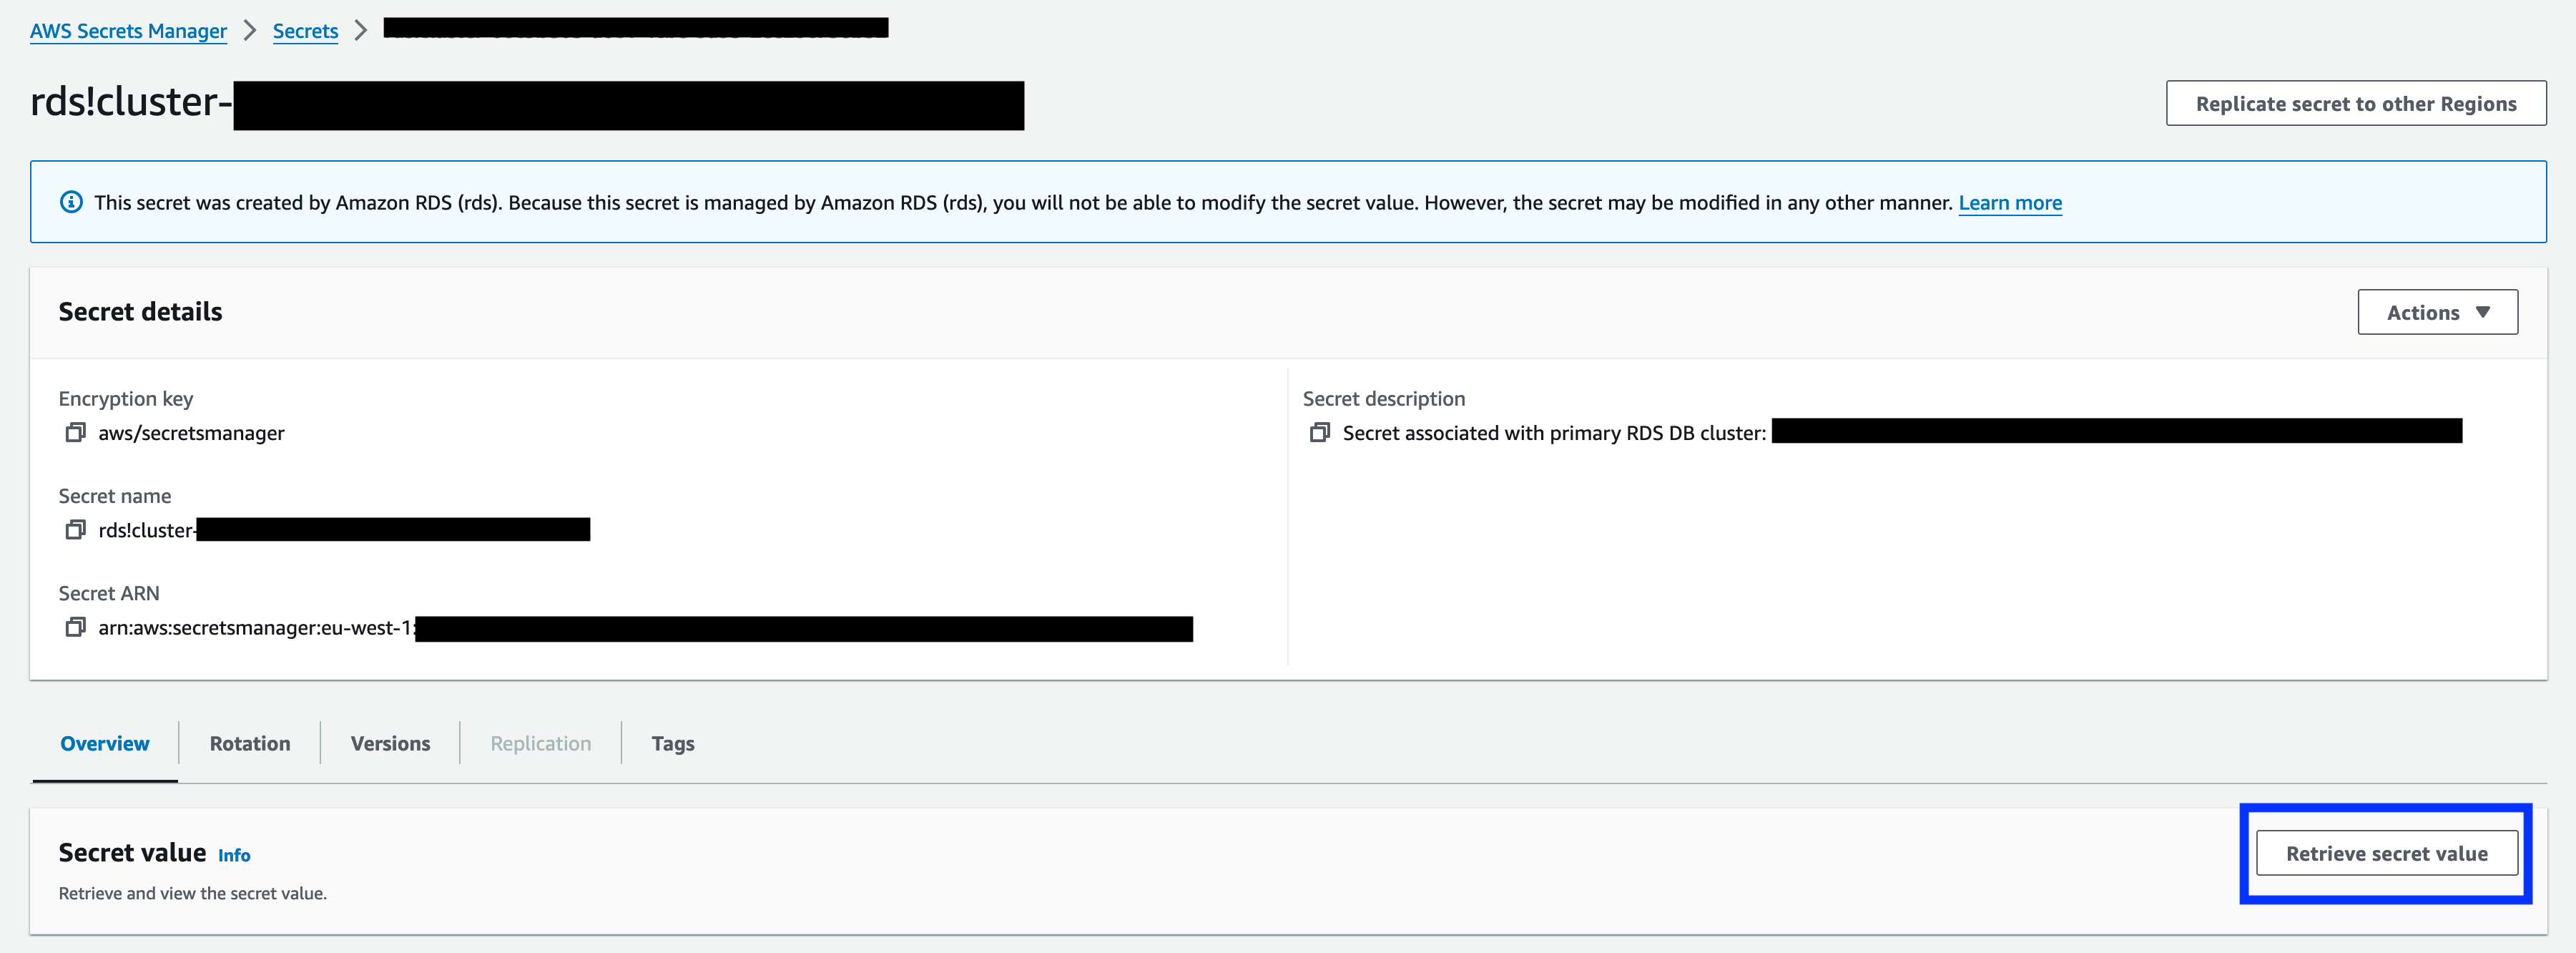 AWS Secrets Manager > Secrets >
rds!cluster-
Replicate secret to other Regions
This secret was created by Amazon RDS (rds). Because this secret is managed by Amazon RDS (rds), you will not be able to modify the secret value. However, the secret may be modified in any other manner. Learn more
Secret details
Actions
Encryption key
aws/secretsmanager
Secret name
rds!cluster-
Secret ARN
arn:aws:secretsmanager:eu-west-1:
Secret description
Secret associated with primary RDS DB cluster:
Overview
Rotation
Versions
Replication
Tags
Secret value Info
Retrieve and view the secret value.
Retrieve secret value